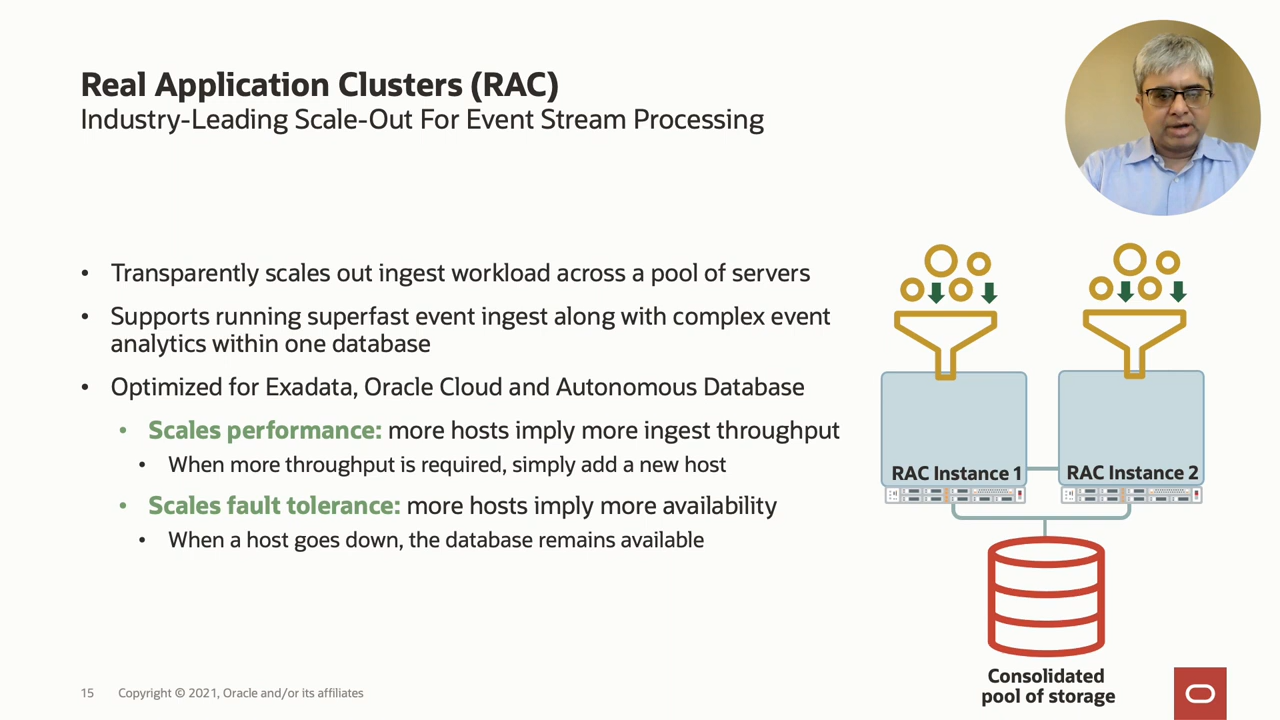 Real Application Clusters (RAC)
Industry-Leading Scale-Out For Event Stream Processing
• Transparently scales out ingest workload across a pool of servers
• Supports running superfast event ingest along with complex event
analytics within one database
• Optimized for Exadata, Oracle Cloud and Autonomous Database
• Scales performance: more hosts imply more ingest throughput
• When more throughput is required, simply add a new host
• Scales fault tolerance: more hosts imply more availability
• When a host goes down, the database remains available
RAC Instance 1
RAC Instance 2
Consolidated
pool of storage
15 Copyright © 2021, Oracle and/or its affiliates